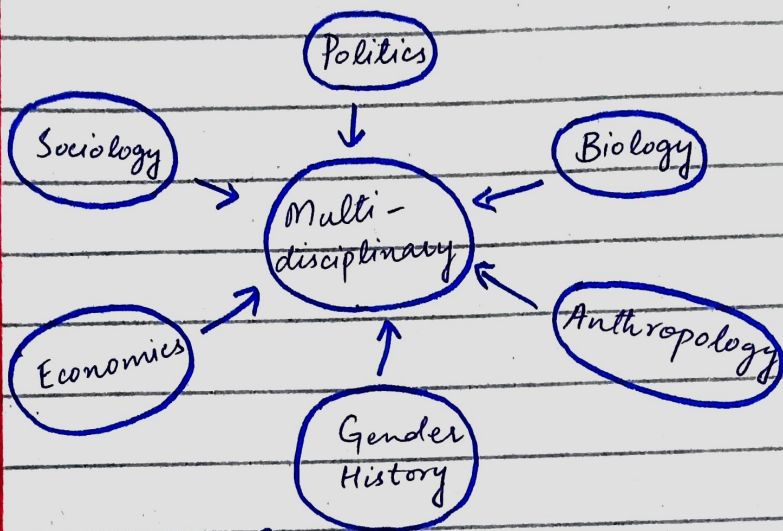 Politics
Sociology
Biology
Multi-
disciplinary
Economics
Anthropology
Gender
History